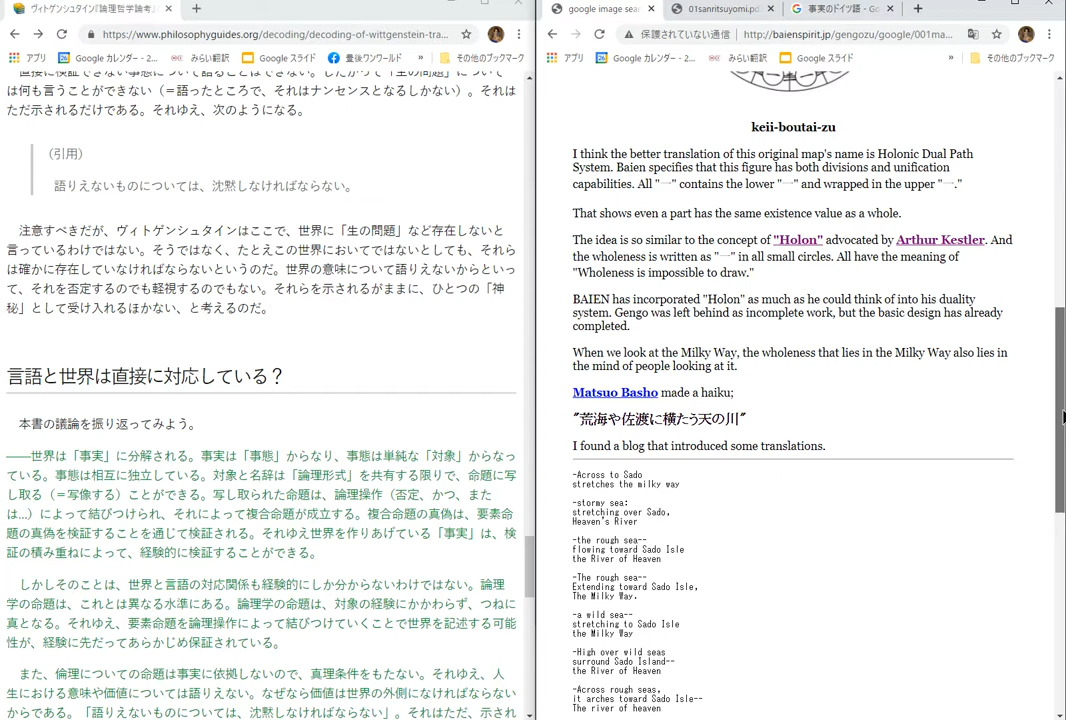 ヴィトゲンシュタイン『論理哲学論考』
https://www.philosophyguides.org/decoding/decoding-of-wittgenstein-tra...
アプリ
Google カレンダー - 2...
みらい翻訳
Google スライド
豊後ワンワールド
»
その他のブックマーク
は何も言うことができない（＝語ったところで、それはナンセンスとなるしかない）。それは
ただ示されるだけである。それゆえ、次のようになる。
（引用）
語りえないものについては、沈黙しなければならない。
注意すべきだが、ヴィトゲンシュタインはここで、世界に「生の問題」など存在しないと
言っているわけではない。そうではなく、たとえこの世界においてではないとしても、それら
は確かに存在していなければならないというのだ。世界の意味について語りえないからといっ
て、それを否定するのでも軽視するのでもない。それらを示されるがままに、ひとつの「神
秘」として受け入れるほかない、と考えるのだ。
言語と世界は直接に対応している？
本書の議論を振り返ってみよう。
――世界は「事実」に分解される。事実は「事態」からなり、事態は単純な「対象」からなっ
ている。事態は相互に独立している。対象と名辞は「論理形式」を共有する限りで、命題に写
し取る（＝写像する）ことができる。写し取られた命題は、論理操作（否定、かつ、また
は...）によって結びつけられ、それによって複合命題が成立する。複合命題の真偽は、要素命
題の真偽を検証することを通じて検証される。それゆえ世界を作りあげている「事実」は、検
証の積み重ねによって、経験的に検証することができる。
しかしそのことは、世界と言語の対応関係も経験的にしか分からないわけではない。論理
学の命題は、これとは異なる水準にある。論理学の命題は、対象の経験にかかわらず、つねに
真となる。それゆえ、要素命題を論理操作によって結びつけていくことで世界を記述する可能
性が、経験に先だってあらかじめ保証されている。
また、倫理についての命題は事実に依拠しないので、真理条件をもたない。それゆえ、人
生における意味や価値については語りえない。なぜなら価値は世界の外側になければならない
からである。「語りえないものについては、沈黙しなければならない」。それはただ、示され
google image sea
01sanritsuyomi.pd
事実のドイツ語 - Go
保護されていない通信
http://baienspirit.jp/gengozu/google/001ma...
アプリ
Google カレンダー - 2...
みらい翻訳
Google スライド
»
その他のブックマーク
keii-boutai-zu
I think the better translation of this original map's name is Holonic Dual Path
System. Baien specifies that this figure has both divisions and unification
capabilities. All "一" contains the lower "一" and wrapped in the upper "一."
That shows even a part has the same existence value as a whole.
The idea is so similar to the concept of "Holon" advocated by Arthur Kestler. And
the wholeness is written as "一" in all small circles. All have the meaning of
"Wholeness is impossible to draw."
BAIEN has incorporated "Holon" as much as he could think of into his duality
system. Gengo was left behind as incomplete work, but the basic design has already
completed.
When we look at the Milky Way, the wholeness that lies in the Milky Way also lies in
the mind of people looking at it.
Matsuo Basho made a haiku;
"荒海や佐渡に横たう天の川"
I found a blog that introduced some translations.
-Across to Sado
stretches the milky way
-stormy sea:
stretching over Sado,
Heaven's River
-the rough sea--
flowing toward Sado Isle
the River of Heaven
-The rough sea--
Extending toward Sado Isle,
The Milky Way.
-a wild sea--
stretching to Sado Isle
the Milky Way
-High over wild seas
surround Sado Island--
the River of Heaven
-Across rough seas,
it arches toward Sado Isle--
The river of heaven